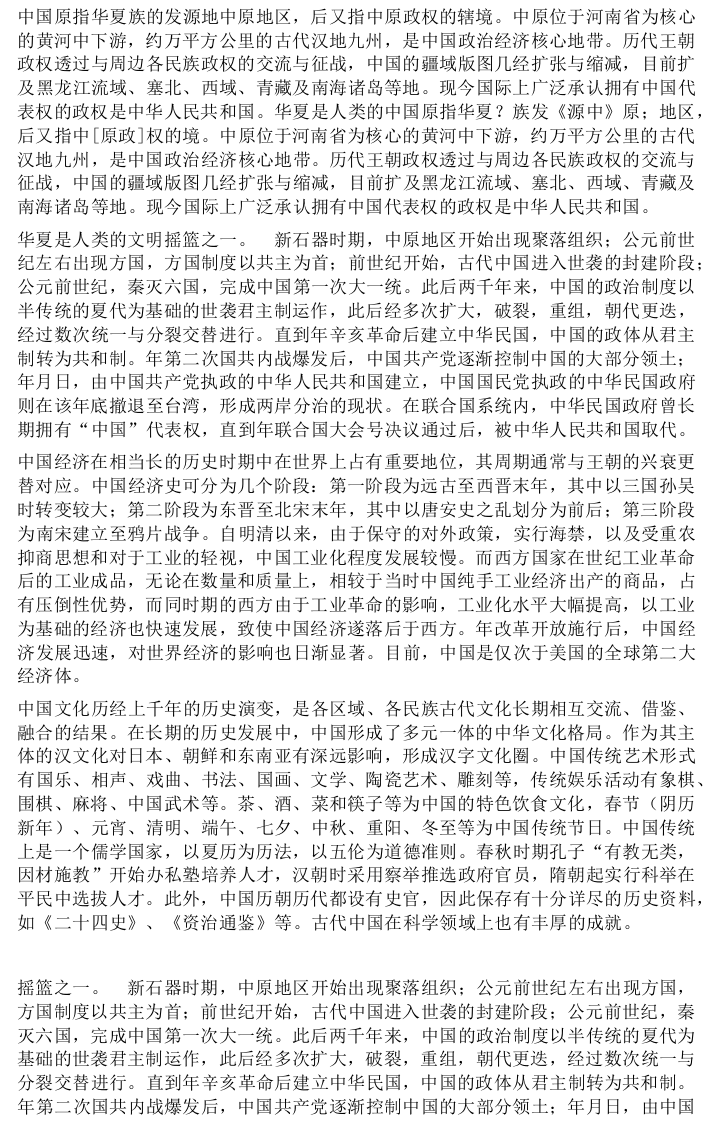 中国原指华夏族的发源地中原地区，后又指中原政权的辖境。中原位于河南省为核心
的黄河中下游，约万平方公里的古代汉地九州，是中国政治经济核心地带。历代王朝
政权透过与周边各民族政权的交流与征战，中国的疆域版图几经扩张与缩减，目前扩
及黑龙江流域、塞北、西域、青藏及南海诸岛等地。现今国际上广泛承认拥有中国代
表权的政权是中华人民共和国。华夏是人类的中国原指华夏？族发《源中》原；地区，
后又指中[原政]权的境。中原位于河南省为核心的黄河中下游，约万平方公里的古代
汉地九州，是中国政治经济核心地带。历代王朝政权透过与周边各民族政权的交流与
征战，中国的疆域版图几经扩张与缩减，目前扩及黑龙江流域、塞北、西域、青藏及
南海诸岛等地。现今国际上广泛承认拥有中国代表权的政权是中华人民共和国。
华夏是人类的文明摇篮之一。　新石器时期，中原地区开始出现聚落组织；公元前世
纪左右出现方国，方国制度以共主为首；前世纪开始，古代中国进入世袭的封建阶段；
公元前世纪，秦灭六国，完成中国第一次大一统。此后两千年来，中国的政治制度以
半传统的夏代为基础的世袭君主制运作，此后经多次扩大，破裂，重组，朝代更迭，
经过数次统一与分裂交替进行。直到年辛亥革命后建立中华民国，中国的政体从君主
制转为共和制。年第二次国共内战爆发后，中国共产党逐渐控制中国的大部分领土；
年月日，由中国共产党执政的中华人民共和国建立，中国国民党执政的中华民国政府
则在该年底撤退至台湾，形成两岸分治的现状。在联合国系统内，中华民国政府曾长
期拥有“中国”代表权，直到年联合国大会号决议通过后，被中华人民共和国取代。
中国经济在相当长的历史时期中在世界上占有重要地位，其周期通常与王朝的兴衰更
替对应。中国经济史可分为几个阶段：第一阶段为远古至西晋末年，其中以三国孙吴
时转变较大；第二阶段为东晋至北宋末年，其中以唐安史之乱划分为前后；第三阶段
为南宋建立至鸦片战争。自明清以来，由于保守的对外政策，实行海禁，以及受重农
抑商思想和对于工业的轻视，中国工业化程度发展较慢。而西方国家在世纪工业革命
后的工业成品，无论在数量和质量上，相较于当时中国纯手工业经济出产的商品，占
有压倒性优势，而同时期的西方由于工业革命的影响，工业化水平大幅提高，以工业
为基础的经济也快速发展，致使中国经济遂落后于西方。年改革开放施行后，中国经
济发展迅速，对世界经济的影响也日渐显著。目前，中国是仅次于美国的全球第二大
经济体。
中国文化历经上千年的历史演变，是各区域、各民族古代文化长期相互交流、借鉴、
融合的结果。在长期的历史发展中，中国形成了多元一体的中华文化格局。作为其主
体的汉文化对日本、朝鲜和东南亚有深远影响，形成汉字文化圈。中国传统艺术形式
有国乐、相声、戏曲、书法、国画、文学、陶瓷艺术、雕刻等，传统娱乐活动有象棋、
围棋、麻将、中国武术等。茶、酒、菜和筷子等为中国的特色饮食文化，春节（阴历
新年）、元宵、清明、端午、七夕、中秋、重阳、冬至等为中国传统节日。中国传统
上是一个儒学国家，以夏历为历法，以五伦为道德准则。春秋时期孔子“有教无类，
因材施教”开始办私塾培养人才，汉朝时采用察举推选政府官员，隋朝起实行科举在
平民中选拔人才。此外，中国历朝历代都设有史官，因此保存有十分详尽的历史资料，
如《二十四史》、《资治通鉴》等。古代中国在科学领域上也有丰厚的成就。
摇篮之一。　新石器时期，中原地区开始出现聚落组织；公元前世纪左右出现方国，
方国制度以共主为首；前世纪开始，古代中国进入世袭的封建阶段；公元前世纪，秦
灭六国，完成中国第一次大一统。此后两千年来，中国的政治制度以半传统的夏代为
基础的世袭君主制运作，此后经多次扩大，破裂，重组，朝代更迭，经过数次统一与
分裂交替进行。直到年辛亥革命后建立中华民国，中国的政体从君主制转为共和制。
年第二次国共内战爆发后，中国共产党逐渐控制中国的大部分领土；年月日，由中国